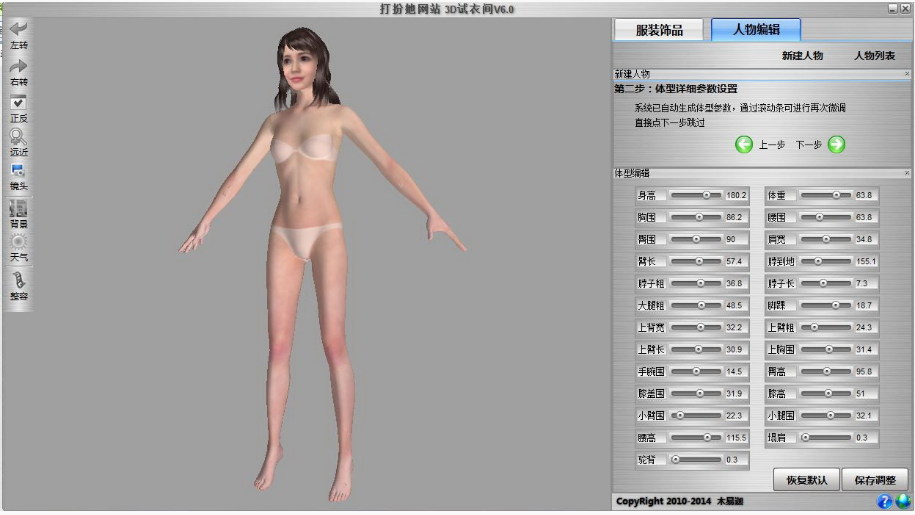 打扮她网站 3D试衣间V6.0
左转
右转
正反
远近
镜头
背景
天气
整容
服装饰品 人物编辑
新建人物 人物列表
新建人物
第二步：体型详细参数设置
系统已自动生成体型参数，通过滚动条可进行再次微调
直接点下一步跳过
上一步 下一步
体型编辑
身高 180.2 体重 63.8
胸围 86.2 腰围 63.8
臀围 90 肩宽 34.8
臂长 57.4 脖到地 155.1
脖子粗 36.8 脖子长 7.3
大腿粗 48.5 脚踝 18.7
上背宽 32.2 上臂粗 24.3
上臂长 30.9 上胸围 31.4
手腕围 14.5 臀高 95.8
膝盖围 31.9 膝高 51
小臂围 22.3 小腿围 32.1
腰高 115.5 塌肩 0.3
驼背 0.3
恢复默认 保存调整
CopyRight 2010-2014 木易迦